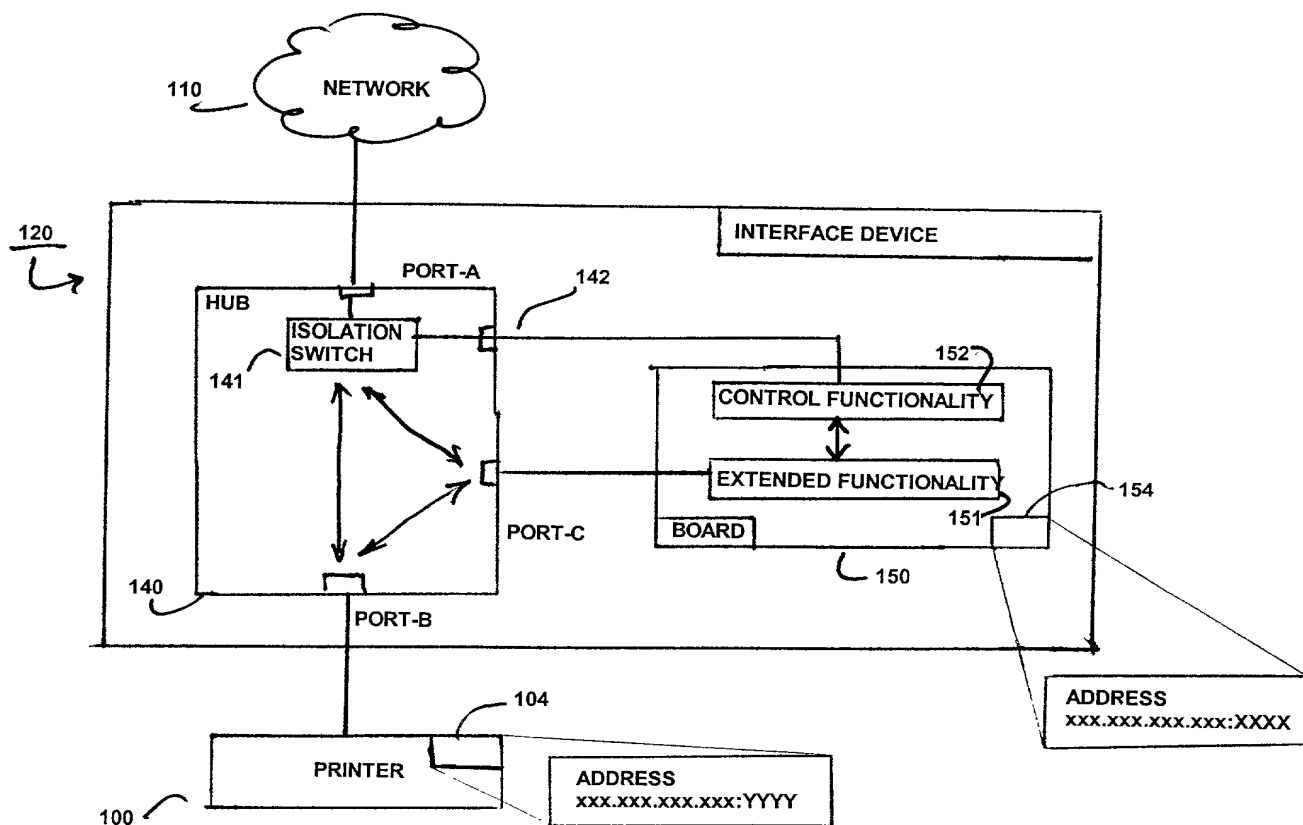 NETWORK
110
120
INTERFACE DEVICE
PORT-A
142
HUB
ISOLATION
SWITCH
141
152
CONTROL FUNCTIONALITY
EXTENDED FUNCTIONALITY
154
151
BOARD
PORT-C
150
140
PORT-B
104
ADDRESS
xxx.xxx.xxx.xxx:XXXX
PRINTER
ADDRESS
xxx.xxx.xxx.xxx:YYYY
100